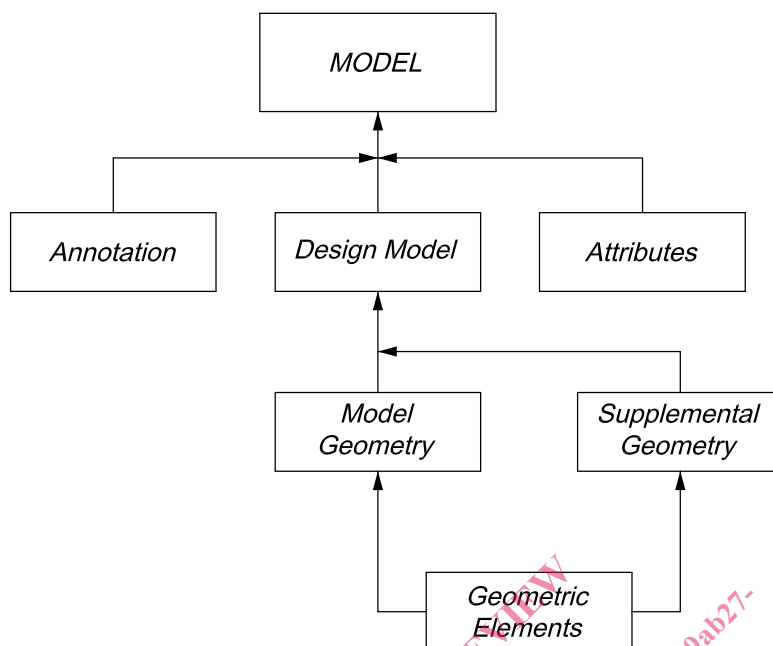 MODEL
Annotation
Design Model
Attributes
Model
Geometry
Supplemental
Geometry
Geometric
Elements